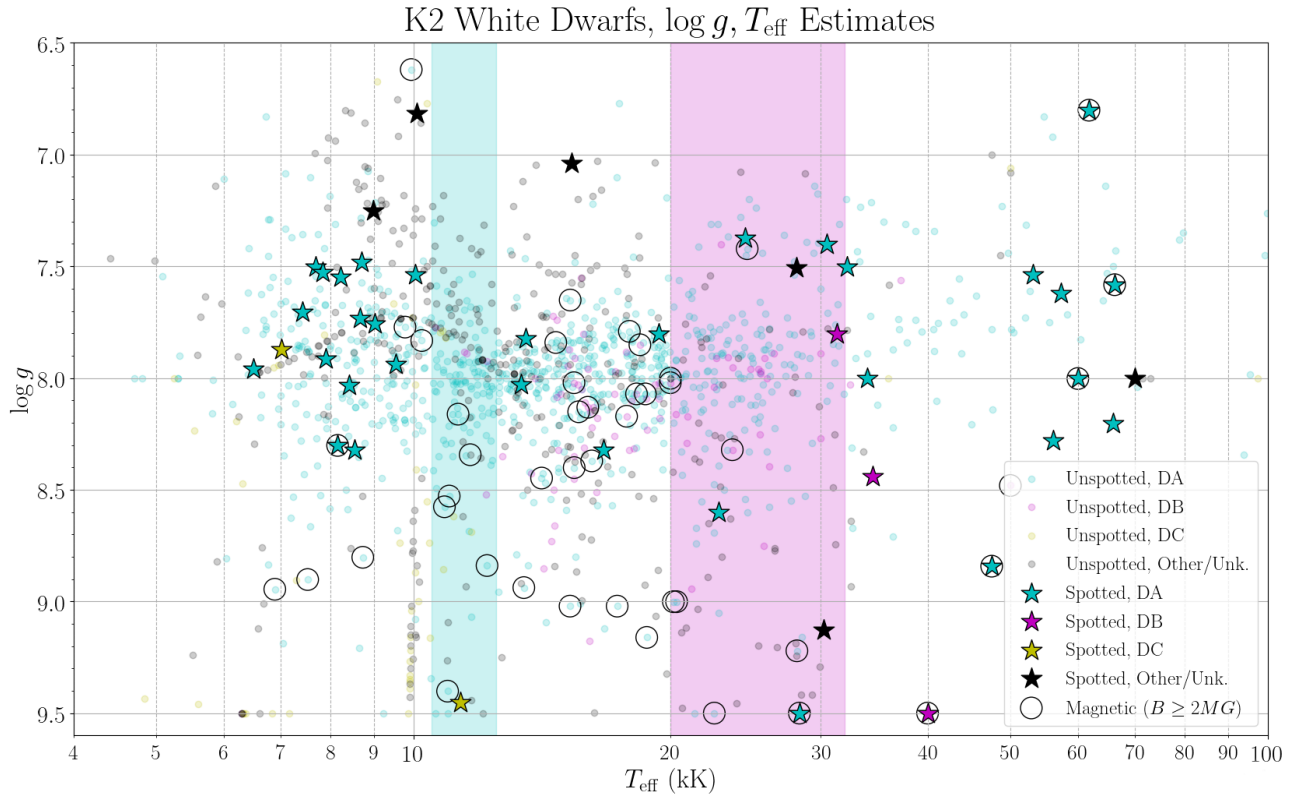 K2 White Dwarfs, log g, T_eff Estimates
6.5
7.0
7.5
8.0
8.5
9.0
9.5
log g
4
5
6
7
8
9
10
20
30
40
50
60
70
80
90
100
T_eff (kK)
Unspotted, DA
Unspotted, DB
Unspotted, DC
Unspotted, Other/Unk.
Spotted, DA
Spotted, DB
Spotted, DC
Spotted, Other/Unk.
Magnetic (B ≥ 2MG)